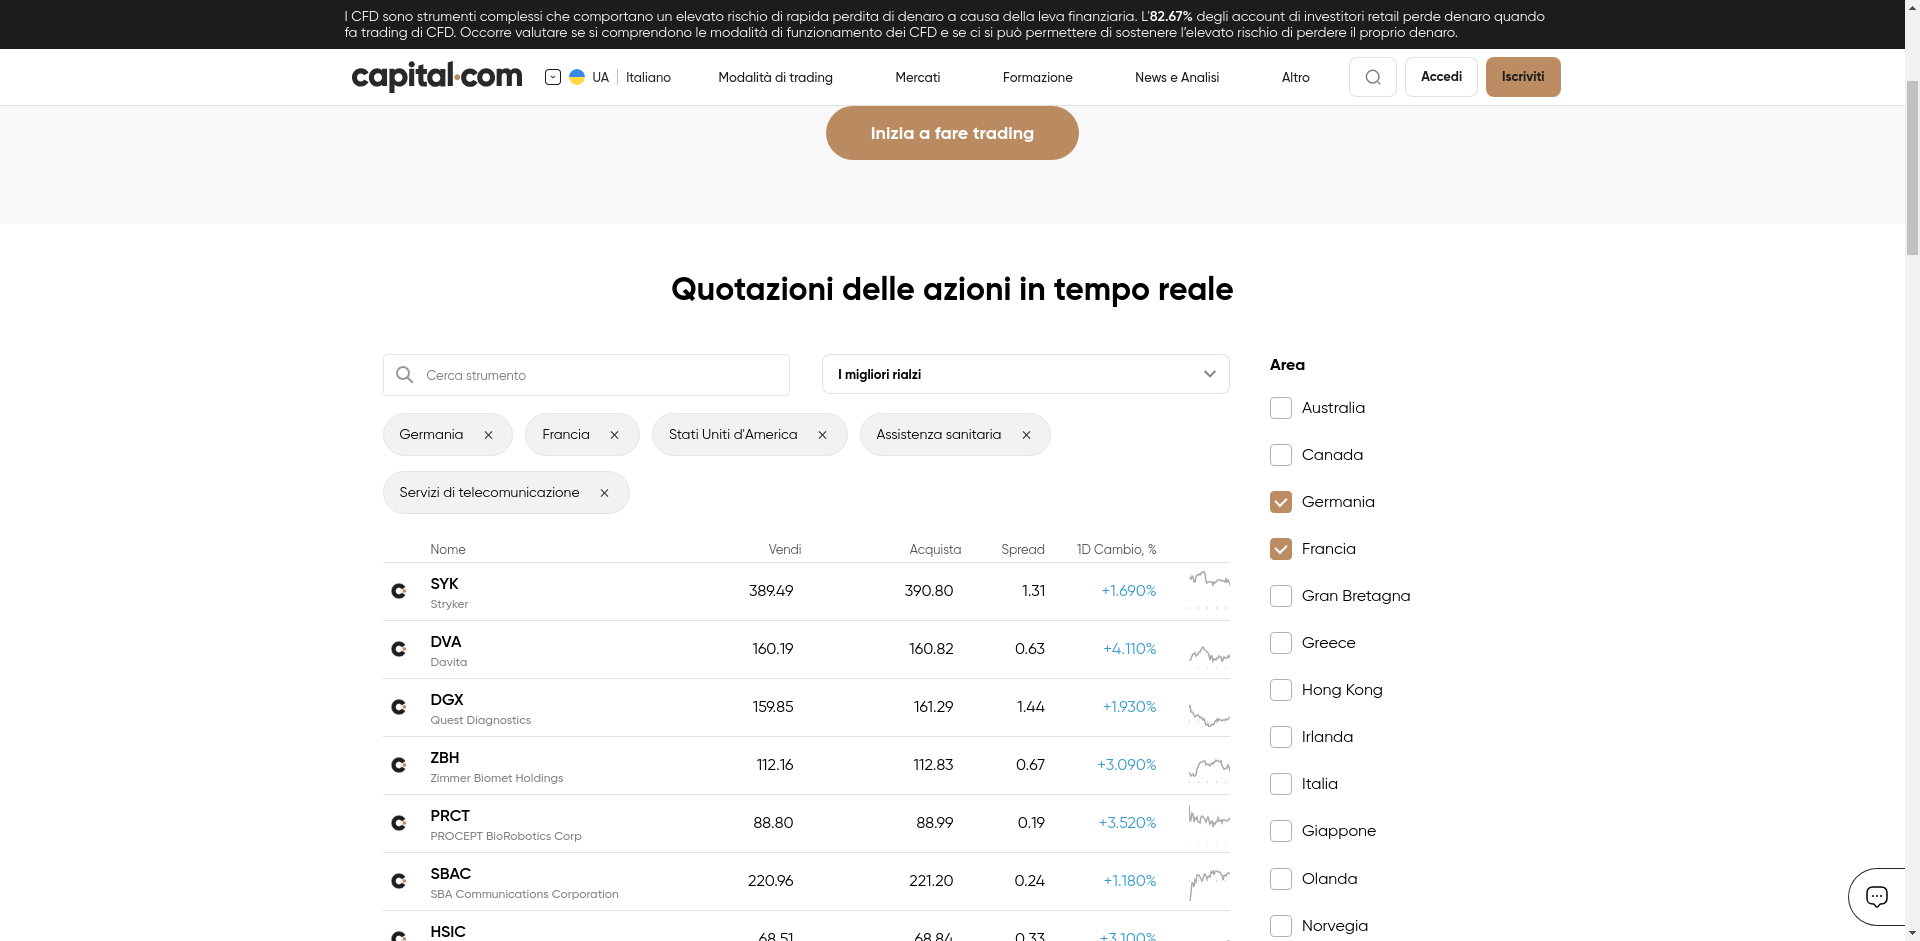 I CFD sono strumenti complessi che comportano un elevato rischio di rapida perdita di denaro a causa della leva finanziaria. L'82.67% degli account di investitori retail perde denaro quando
fa trading di CFD. Occorre valutare se si comprendono le modalità di funzionamento dei CFD e se ci si può permettere di sostenere l’elevato rischio di perdere il proprio denaro.
capital.com UA Italiano Modalità di trading Mercati Formazione News e Analisi Altro Accedi Iscriviti
Inizia a fare trading
Quotazioni delle azioni in tempo reale
Cerca strumento
I migliori rialzi
Germania
Francia
Stati Uniti d'America
Assistenza sanitaria
Servizi di telecomunicazione
Nome Vendi Acquista Spread 1D Cambio, %
SYK 389.49 390.80 1.31 +1.690%
Stryker
DVA 160.19 160.82 0.63 +4.110%
Davita
DGX 159.85 161.29 1.44 +1.930%
Quest Diagnostics
ZBH 112.16 112.83 0.67 +3.090%
Zimmer Biomet Holdings
PRCT 88.80 88.99 0.19 +3.520%
PROCEPT BioRobotics Corp
SBAC 220.96 221.20 0.24 +1.180%
SBA Communications Corporation
HSIC 68.51 68.84 0.33 +3.100%
Area
Australia
Canada
Germania
Francia
Gran Bretagna
Greece
Hong Kong
Irlanda
Italia
Giappone
Olanda
Norvegia